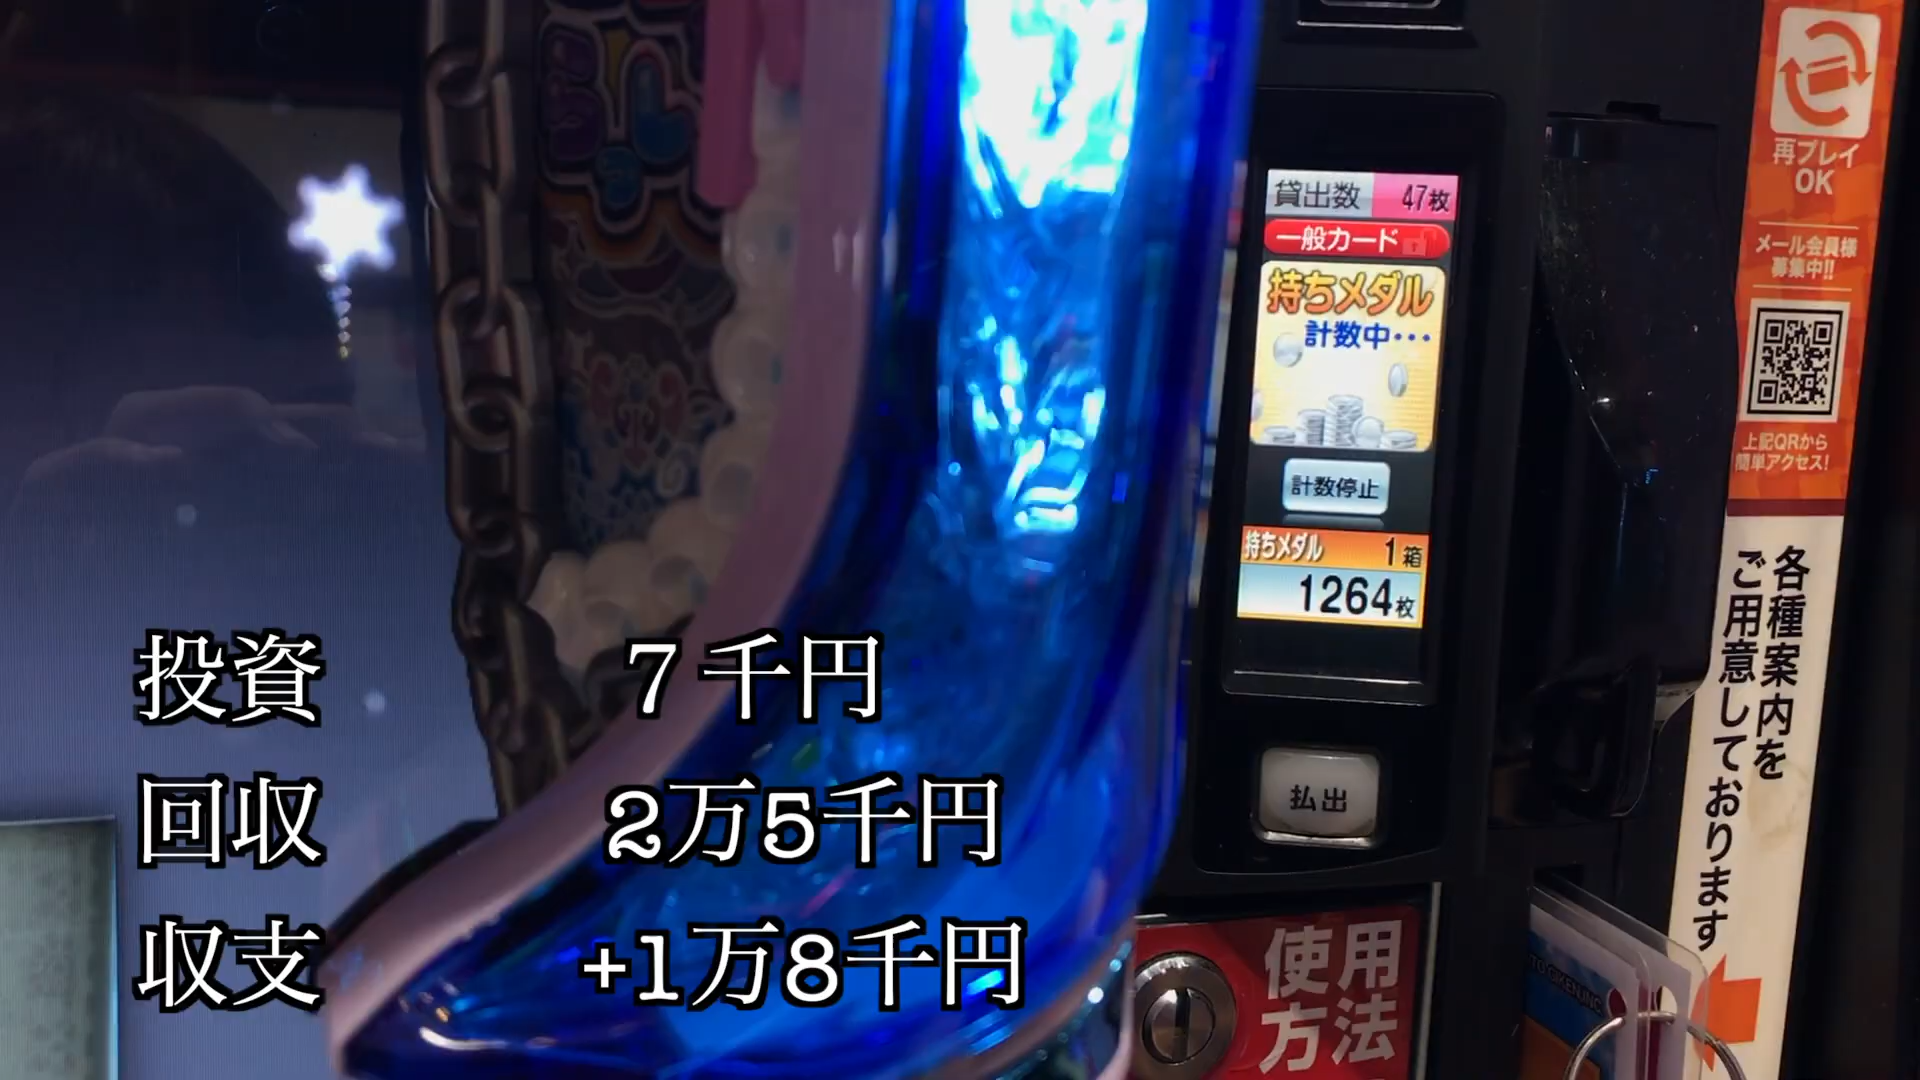 貸出数 47枚
一般カード
持ちメダル
計数中･･･
計数停止
持ちメダル 1箱
1264枚
払出
使用
方法
再プレイ
OK
メール会員様
募集中!!
上記QRから
簡単アクセス!
各種案内を
ご用意しております
投資 7千円
回収 2万5千円
収支 +1万8千円